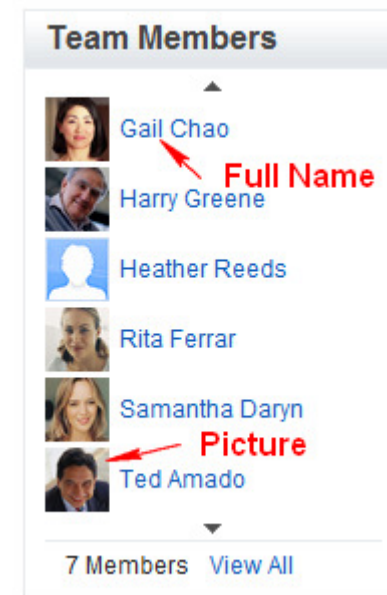 Team Members
Gail Chao
Full Name
Harry Greene
Heather Reeds
Rita Ferrar
Samantha Daryn
Picture
Ted Amado
7 Members View All